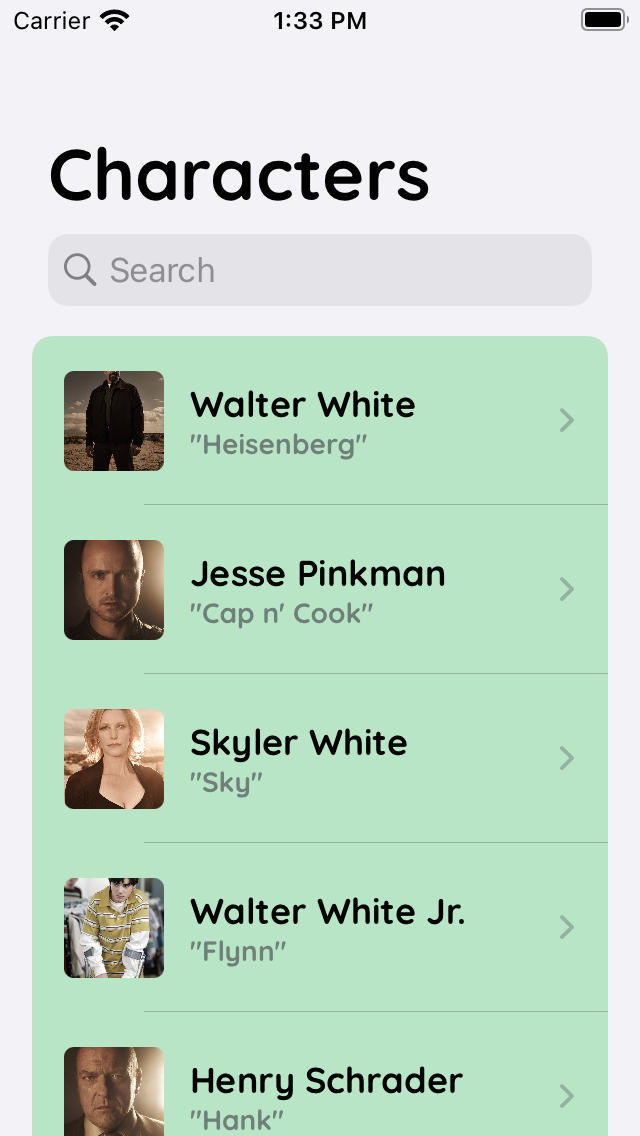 Carrier 1:33 PM
Characters
Search
Walter White
"Heisenberg"
Jesse Pinkman
"Cap n' Cook"
Skyler White
"Sky"
Walter White Jr.
"Flynn"
Henry Schrader
"Hank"